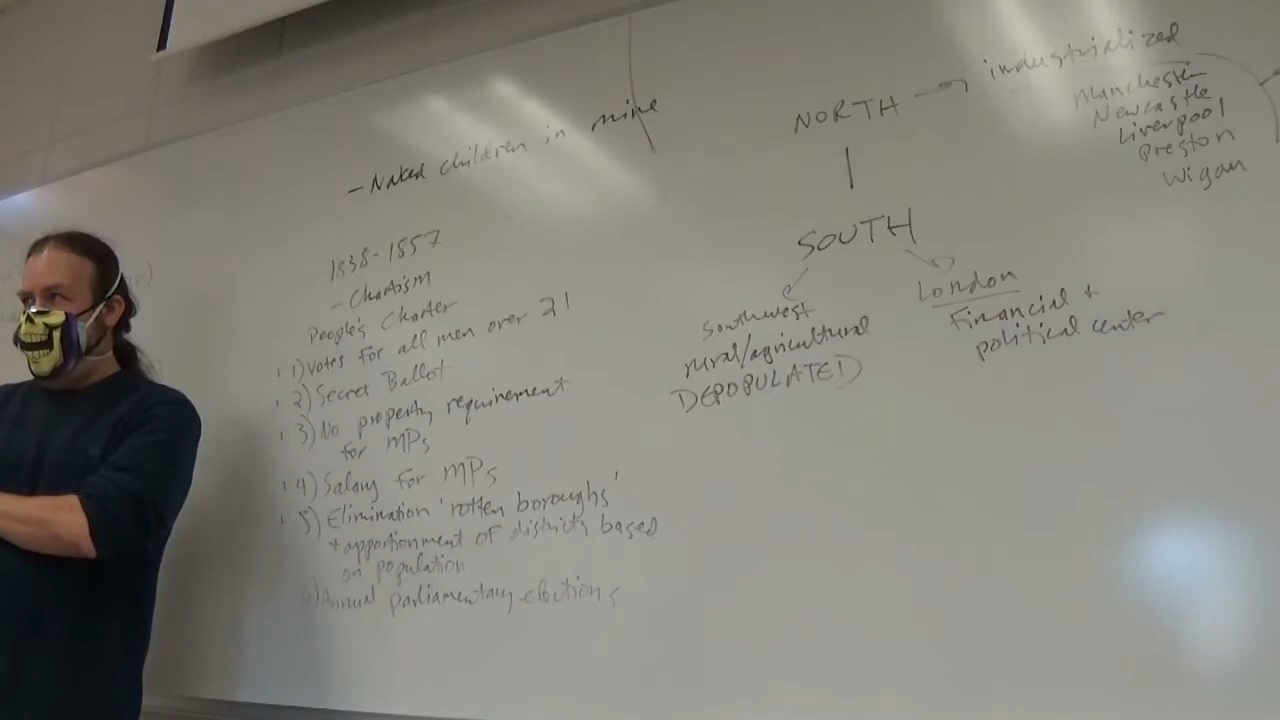 - Naked children in mine
1838-1857
- Chartism
People's Charter
1) Votes for all men over 21
2) Secret Ballot
3) No property requirement
for MPs
4) Salary for MPs
5) Elimination 'rotten boroughs'
+ apportionment of districts based
on population
6) Annual parliamentary elections
NORTH → industrialized
Manchester
Newcastle
Liverpool
Preston
Wigan
SOUTH
Southwest
rural/agricultural
DEPOPULATED
London
Financial +
political center